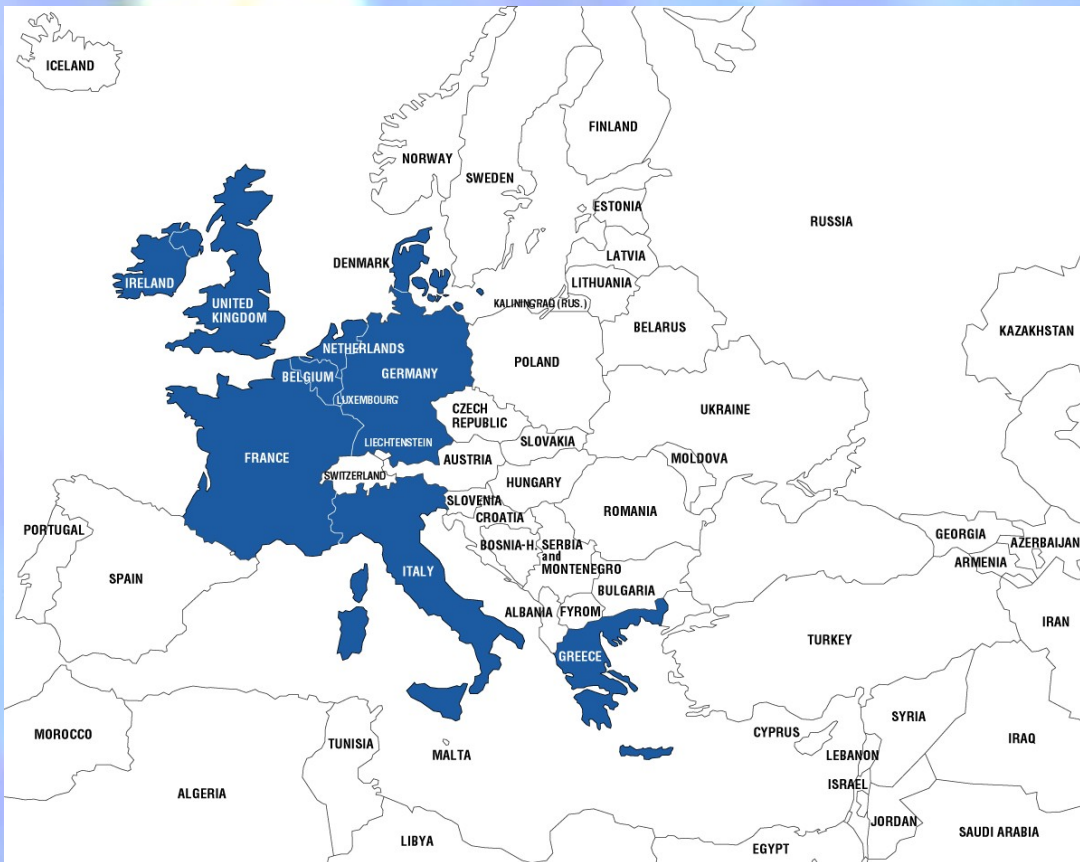 ICELAND
FINLAND
NORWAY
SWEDEN
ESTONIA
RUSSIA
LATVIA
DENMARK
IRELAND
LITHUANIA
UNITED
KINGDOM
KALININGRAD (RUS.)
BELARUS
KAZAKHSTAN
NETHERLANDS
POLAND
BELGIUM
GERMANY
LUXEMBOURG
CZECH
REPUBLIC
UKRAINE
LIECHTENSTEIN
SLOVAKIA
FRANCE
AUSTRIA
MOLDOVA
SWITZERLAND
HUNGARY
SLOVENIA
ROMANIA
CROATIA
PORTUGAL
GEORGIA
BOSNIA-H.
SERBIA
and
MONTENEGRO
AZERBAIJAN
ARMENIA
SPAIN
ITALY
BULGARIA
ALBANIA
FYROM
IRAN
TURKEY
GREECE
SYRIA
MOROCCO
CYPRUS
TUNISIA
IRAQ
MALTA
LEBANON
ISRAEL
ALGERIA
JORDAN
SAUDI ARABIA
LIBYA
EGYPT